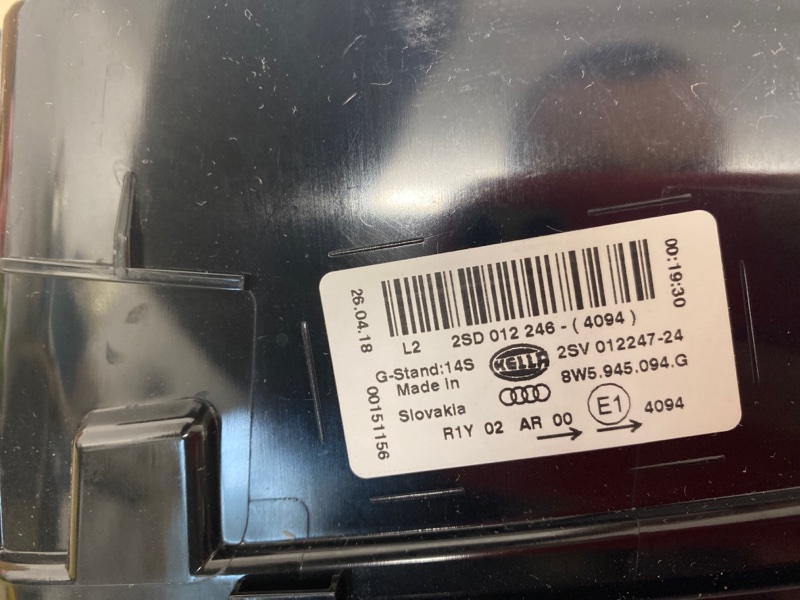 26.04.18
00:19:30
L2 2SD 012 246-(4094)
G-Stand:14S HELLA 2SV 012247-24
Made in 8W5.945.094.G
Slovakia
R1Y 02 AR 00 E1 4094
00151156